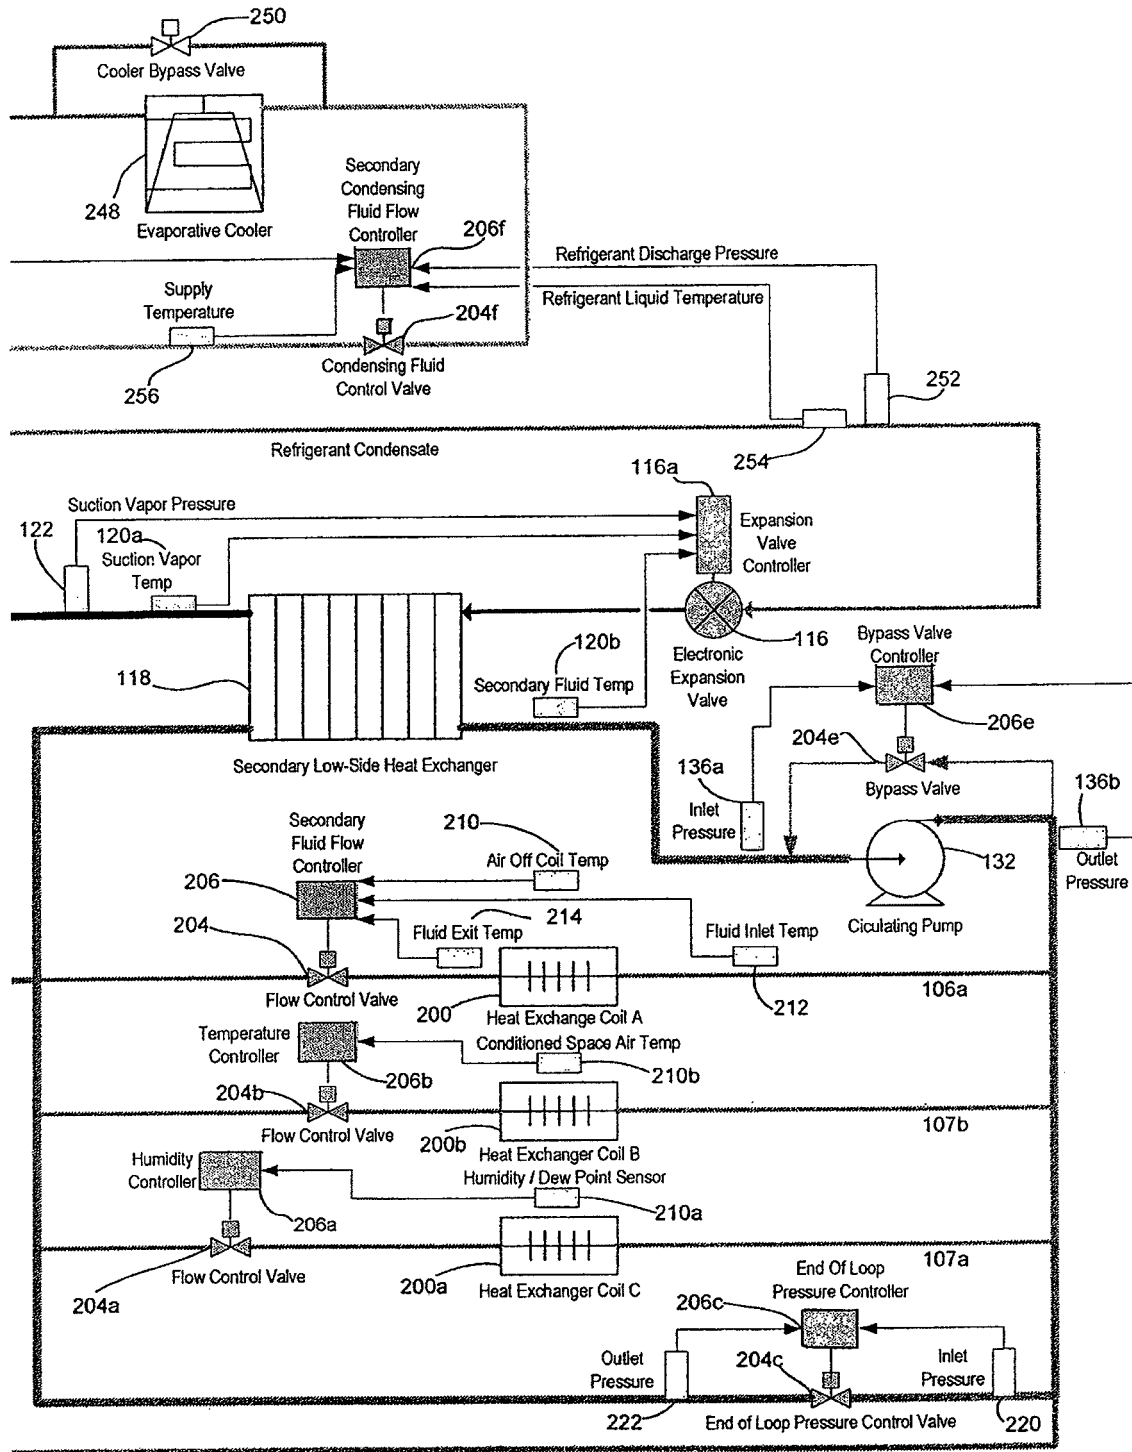 250
Cooler Bypass Valve
248
Evaporative Cooler
Secondary
Condensing
Fluid Flow
Controller
206f
Refrigerant Discharge Pressure
Refrigerant Liquid Temperature
Supply
Temperature
204f
256
Condensing Fluid
Control Valve
252
254
Refrigerant Condensate
116a
Suction Vapor Pressure
122
120a
Suction Vapor
Temp
Expansion
Valve
Controller
118
120b
Secondary Fluid Temp
116
Electronic
Expansion
Valve
Bypass Valve
Controller
206e
204e
Bypass Valve
Secondary Low-Side Heat Exchanger
136a
Inlet
Pressure
136b
Outlet
Pressure
132
Ciculating Pump
Secondary
Fluid Flow
Controller
210
Air Off Coil Temp
206
214
Fluid Exit Temp
Fluid Inlet Temp
204
212
106a
Flow Control Valve
200
Heat Exchange Coil A
Temperature
Controller
Conditioned Space Air Temp
206b
210b
204b
Flow Control Valve
200b
107b
Heat Exchanger Coil B
Humidity
Controller
Humidity / Dew Point Sensor
206a
210a
204a
Flow Control Valve
200a
107a
Heat Exchanger Coil C
End Of Loop
Pressure Controller
206c
Outlet
Pressure
204c
Inlet
Pressure
222
End of Loop Pressure Control Valve
220